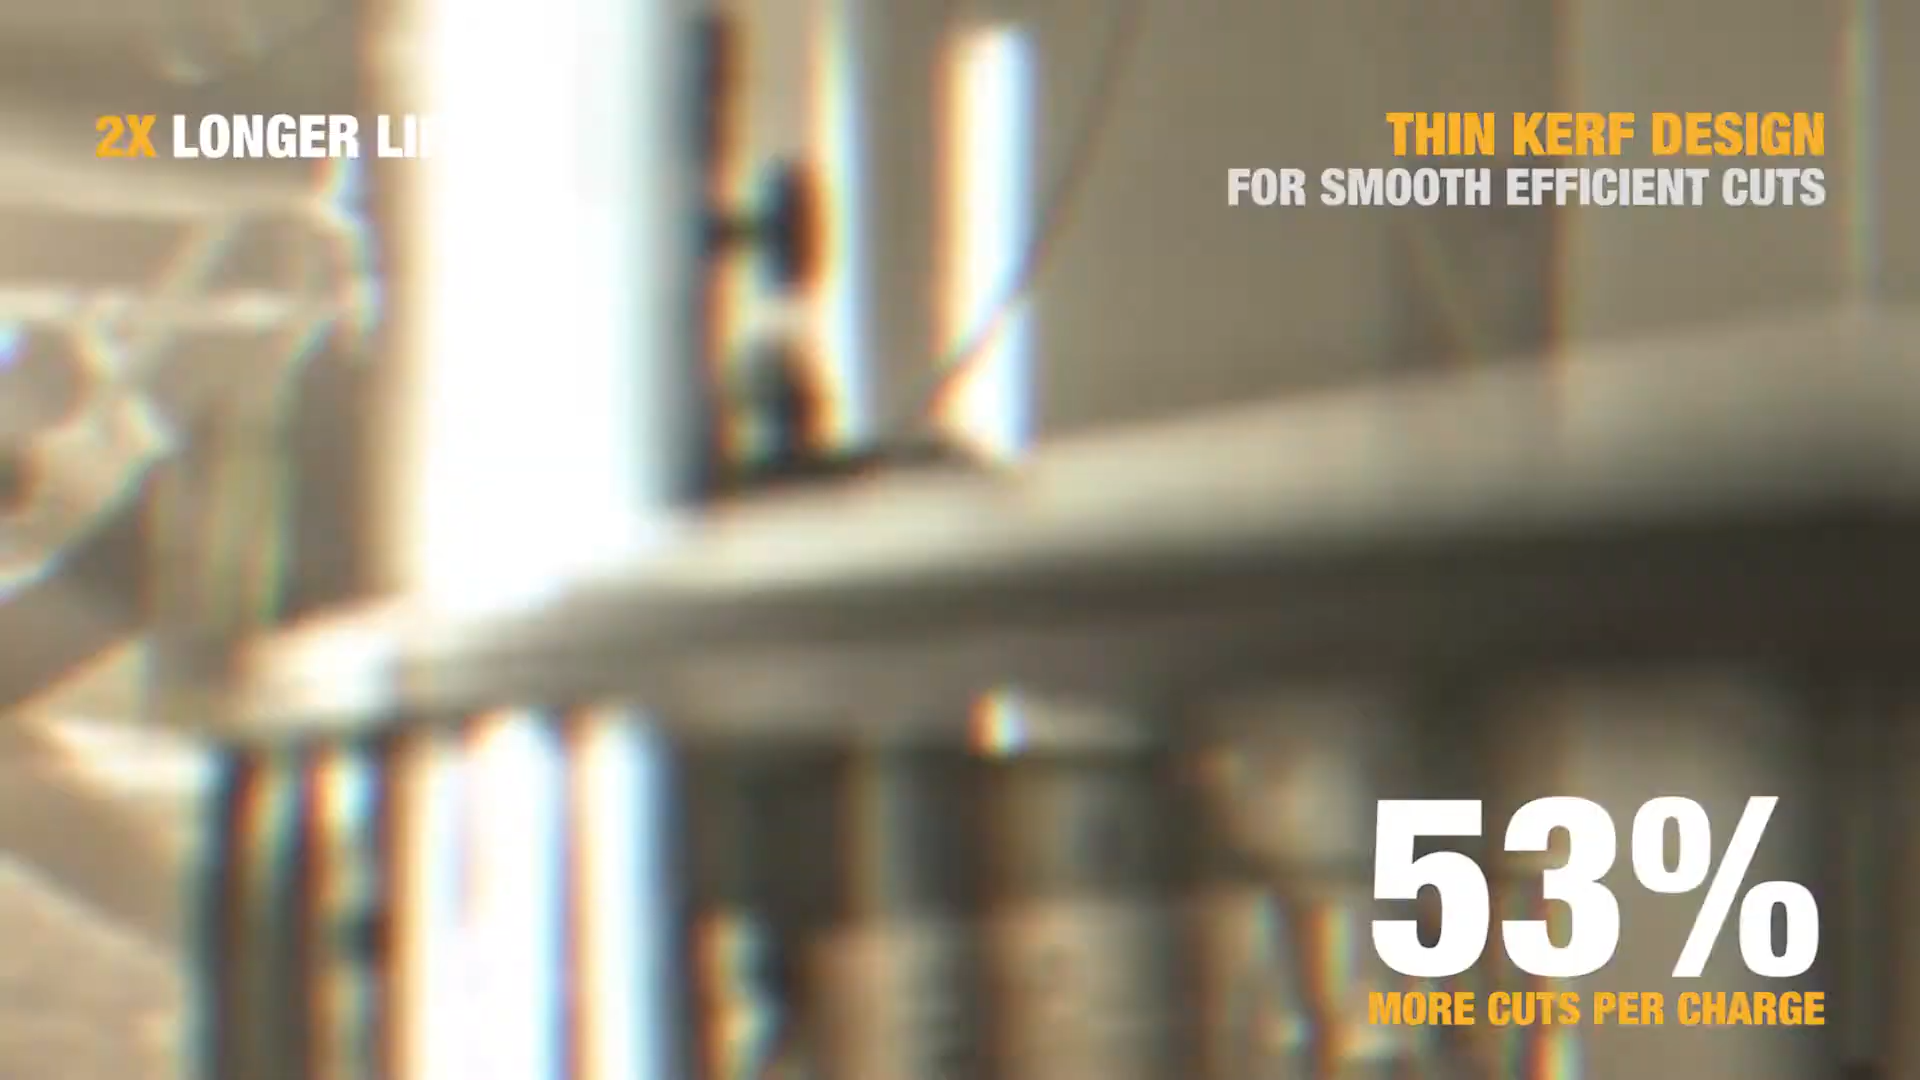 2X LONGER
THIN KERF DESIGN
FOR SMOOTH EFFICIENT CUTS
53%
MORE CUTS PER CHARGE